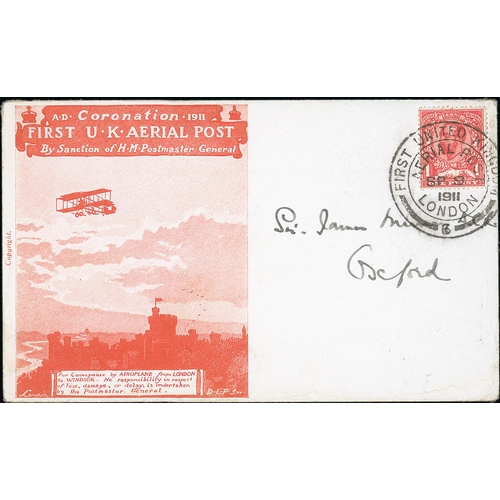 A·D· Coronation ·1911
FIRST U·K·AERIAL POST
By Sanction of H·M·Postmaster General
Copyright.
For Conveyance by AEROPLANE from LONDON
to WINDSOR. No responsibility in respect
of loss, damage, or delay is undertaken
by the Postmaster General.
London
FIRST UNITED KINGDOM
AERIAL POST
1911
LONDON
PENNY
Sir James
Oxford